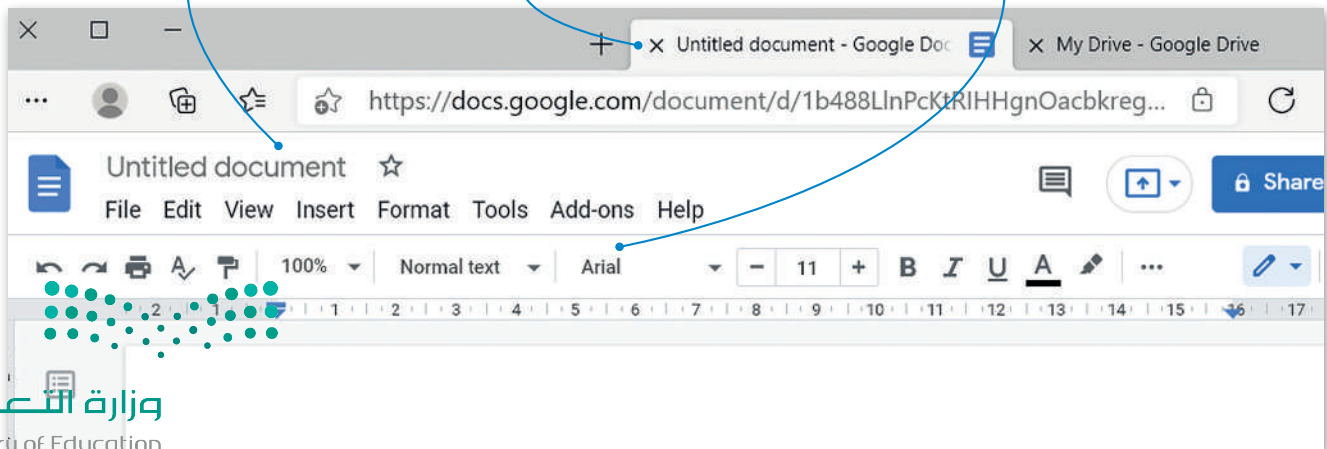 × Untitled document - Google Doc
× My Drive - Google Drive
https://docs.google.com/document/d/1b488LlnPcKtRIHHgnOacbkreg...
Untitled document
Share
File Edit View Insert Format Tools Add-ons Help
100% Normal text Arial − 11 + B I U A ...
2 1 1 2 3 4 5 6 7 8 9 10 11 12 13 14 15 16 17
وزارة
of Education